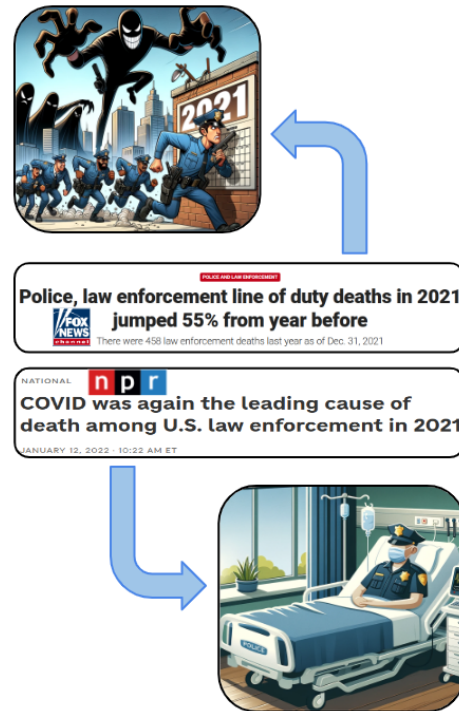 2021
POLICE AND LAW ENFORCEMENT
Police, law enforcement line of duty deaths in 2021
jumped 55% from year before
FOX
NEWS
channel
There were 458 law enforcement deaths last year as of Dec. 31, 2021
NATIONAL
npr
COVID was again the leading cause of
death among U.S. law enforcement in 2021
JANUARY 12, 2022 · 10:22 AM ET
POLICE